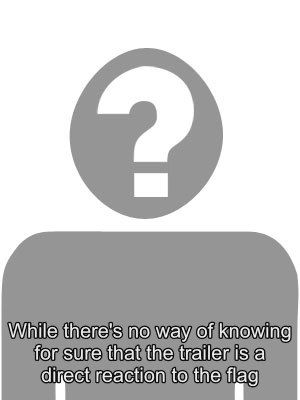 ?
While there's no way of knowing
for sure that the trailer is a
direct reaction to the flag